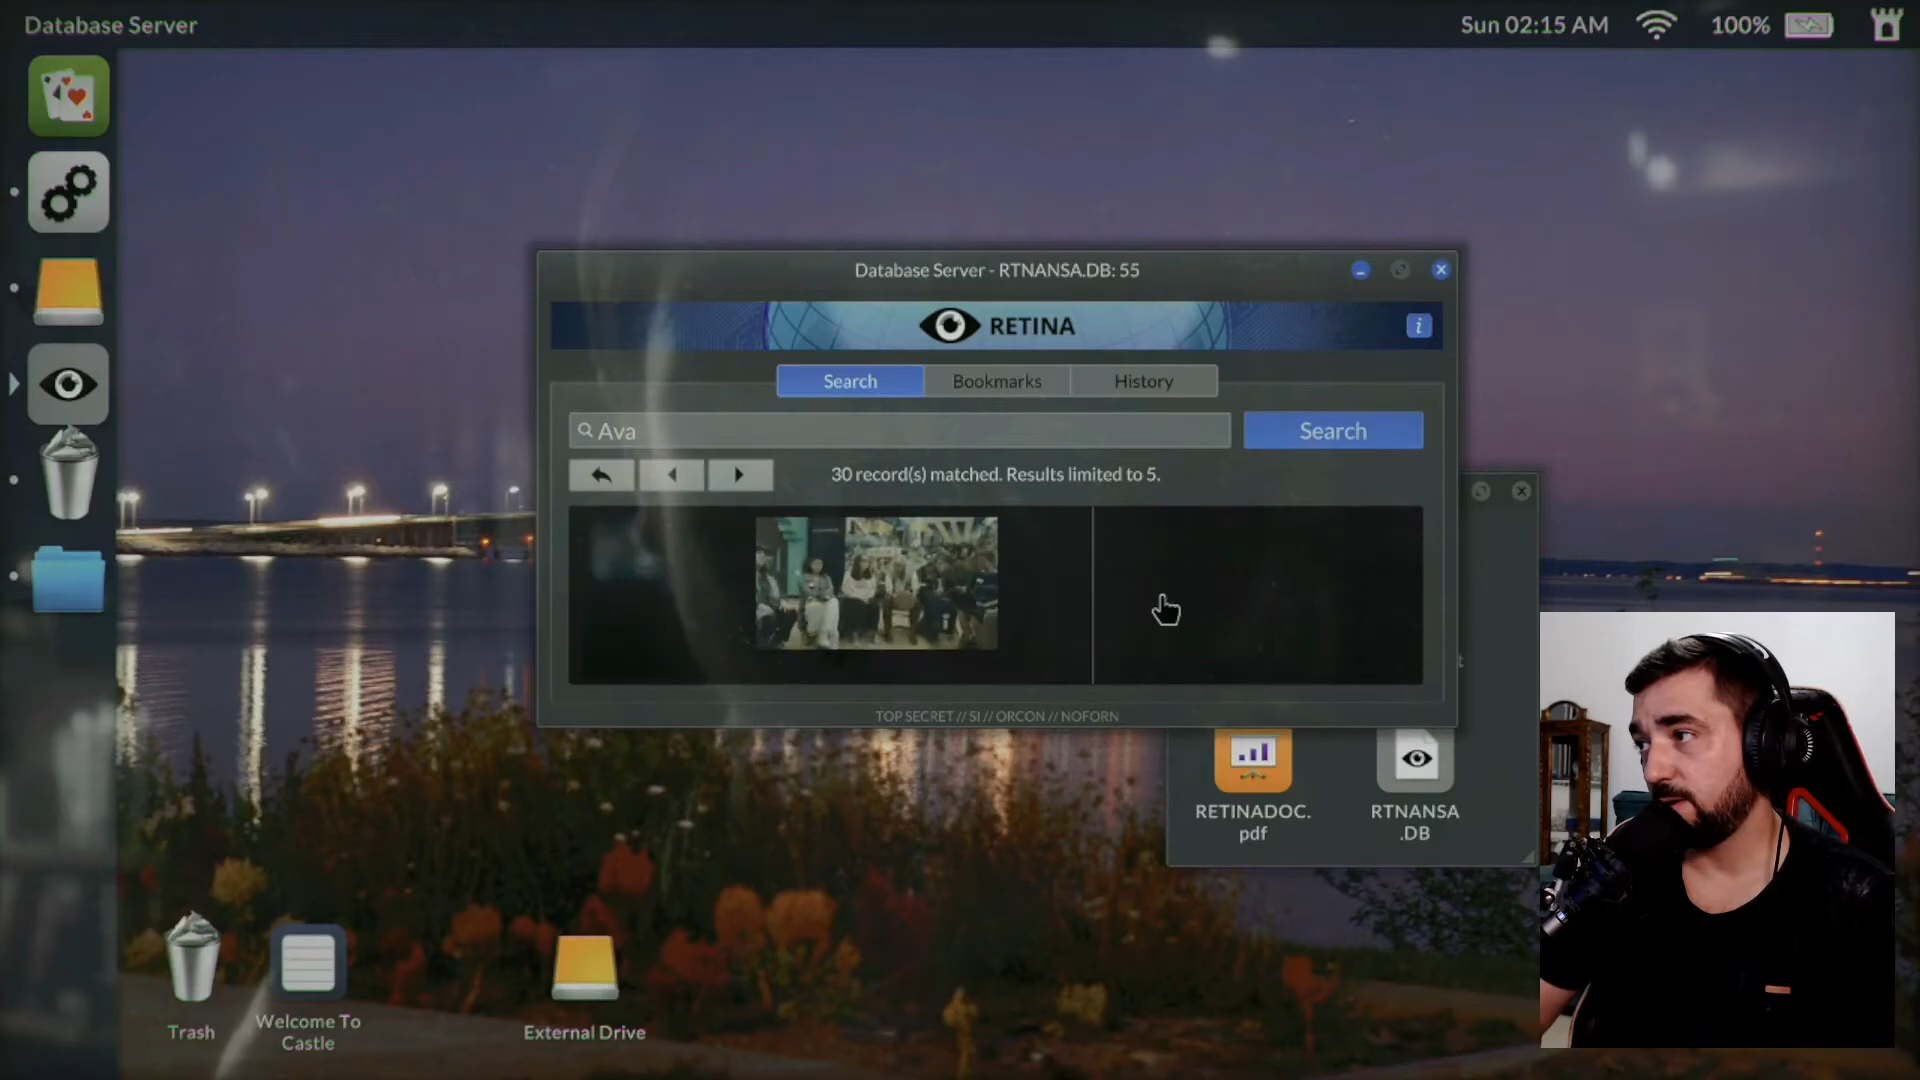 Database Server
Sun 02:15 AM
100%
Database Server - RTNANSA.DB: 55
RETINA
i
Search
Bookmarks
History
Ava
Search
30 record(s) matched. Results limited to 5.
TOP SECRET // SI // ORCON // NOFORN
RETINADOC.
pdf
RTNANSA
.DB
Trash
Welcome To
Castle
External Drive